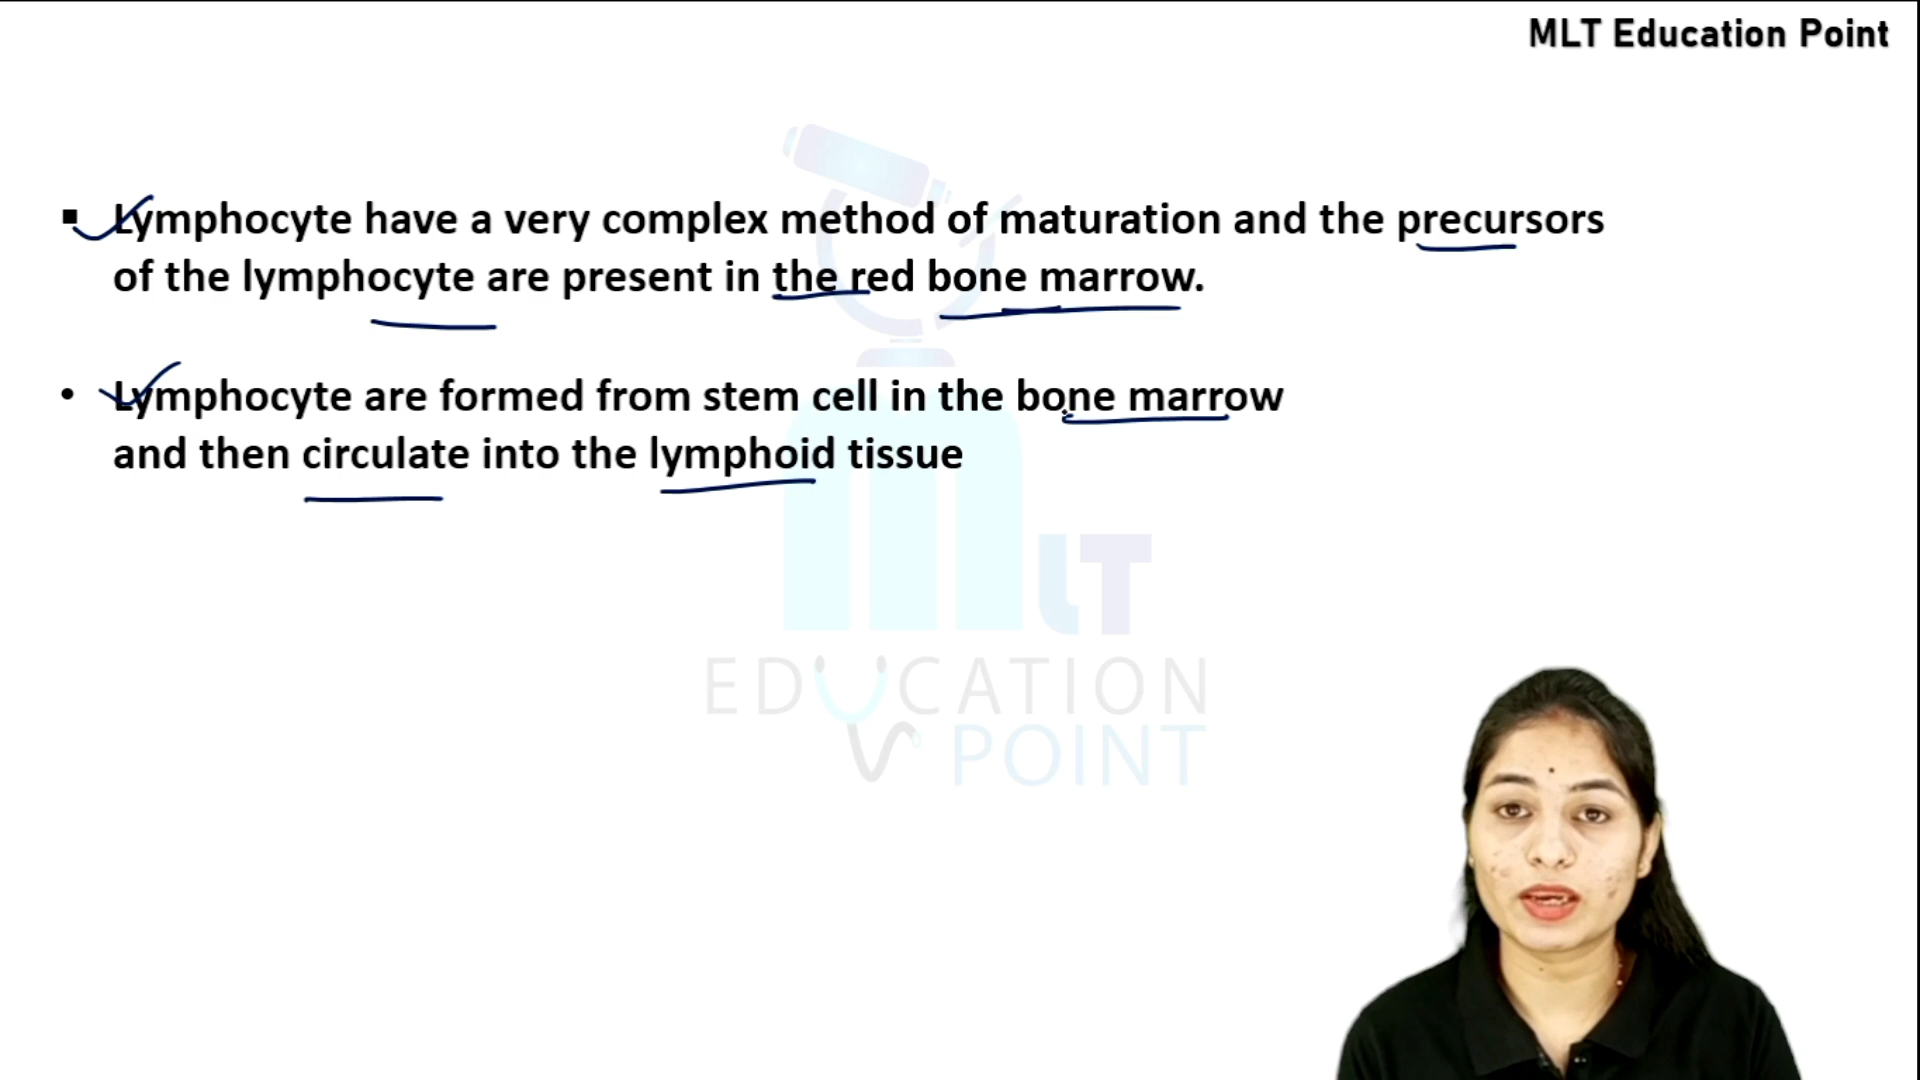 MLT Education Point
▪ Lymphocyte have a very complex method of maturation and the precursors
of the lymphocyte are present in the red bone marrow.
• Lymphocyte are formed from stem cell in the bone marrow
and then circulate into the lymphoid tissue
MLT
EDUCATION
POINT